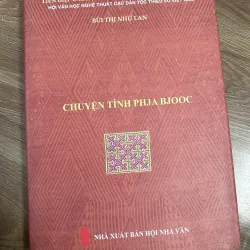 HỘI VĂN HỌC NGHỆ THUẬT CÁC DÂN TỘC THIỂU SỐ VIỆT NAM
BÙI THỊ NHƯ LAN
CHUYỆN TÌNH PHJA BJOOC
NHÀ XUẤT BẢN HỘI NHÀ VĂN